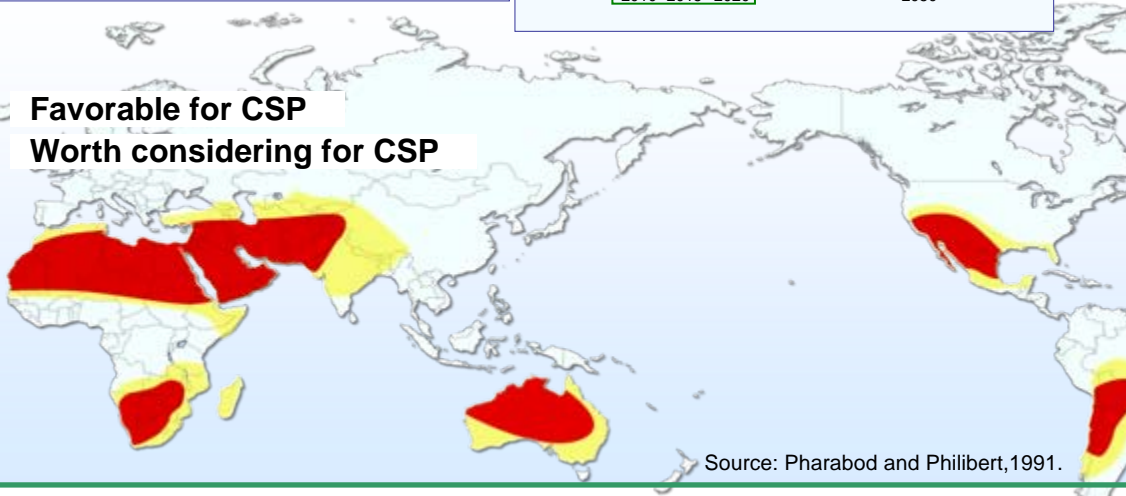 Favorable for CSP
Worth considering for CSP
Source: Pharabod and Philibert,1991.